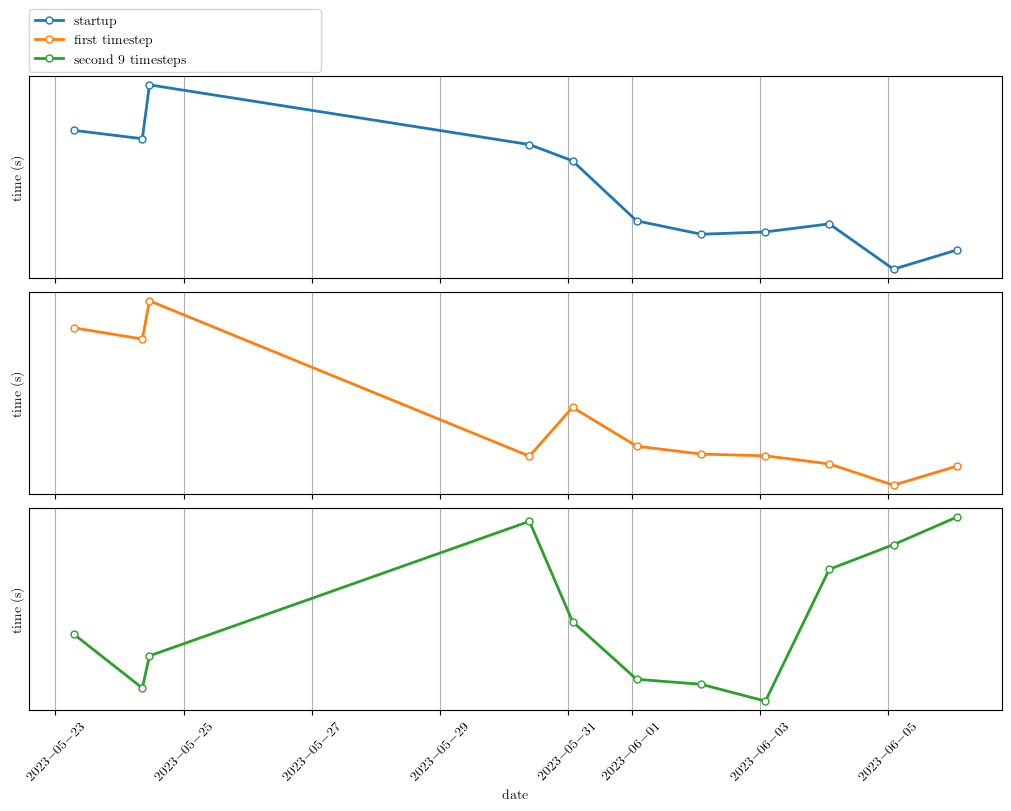 startup
first timestep
second 9 timesteps
time (s)
time (s)
time (s)
2023−05−23
2023−05−25
2023−05−27
2023−05−29
2023−05−31
2023−06−01
2023−06−03
2023−06−05
date